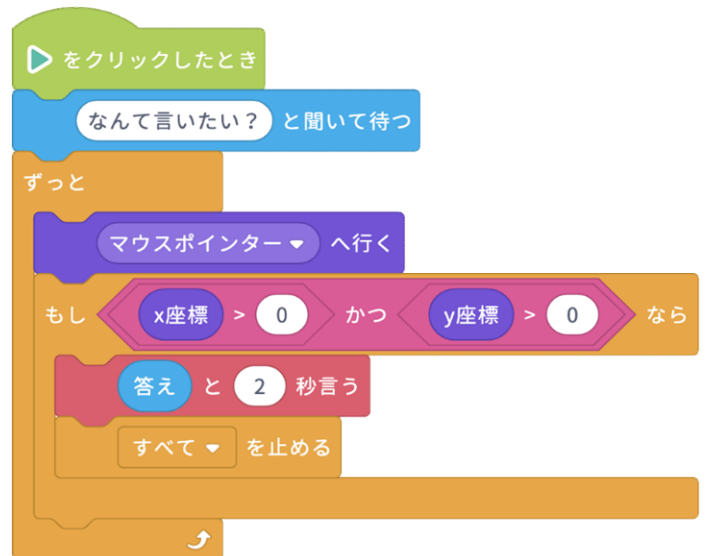 をクリックしたとき
なんて言いたい？ と聞いて待つ
ずっと
マウスポインター へ行く
もし x座標 > 0 かつ y座標 > 0 なら
答え と 2 秒言う
すべて を止める